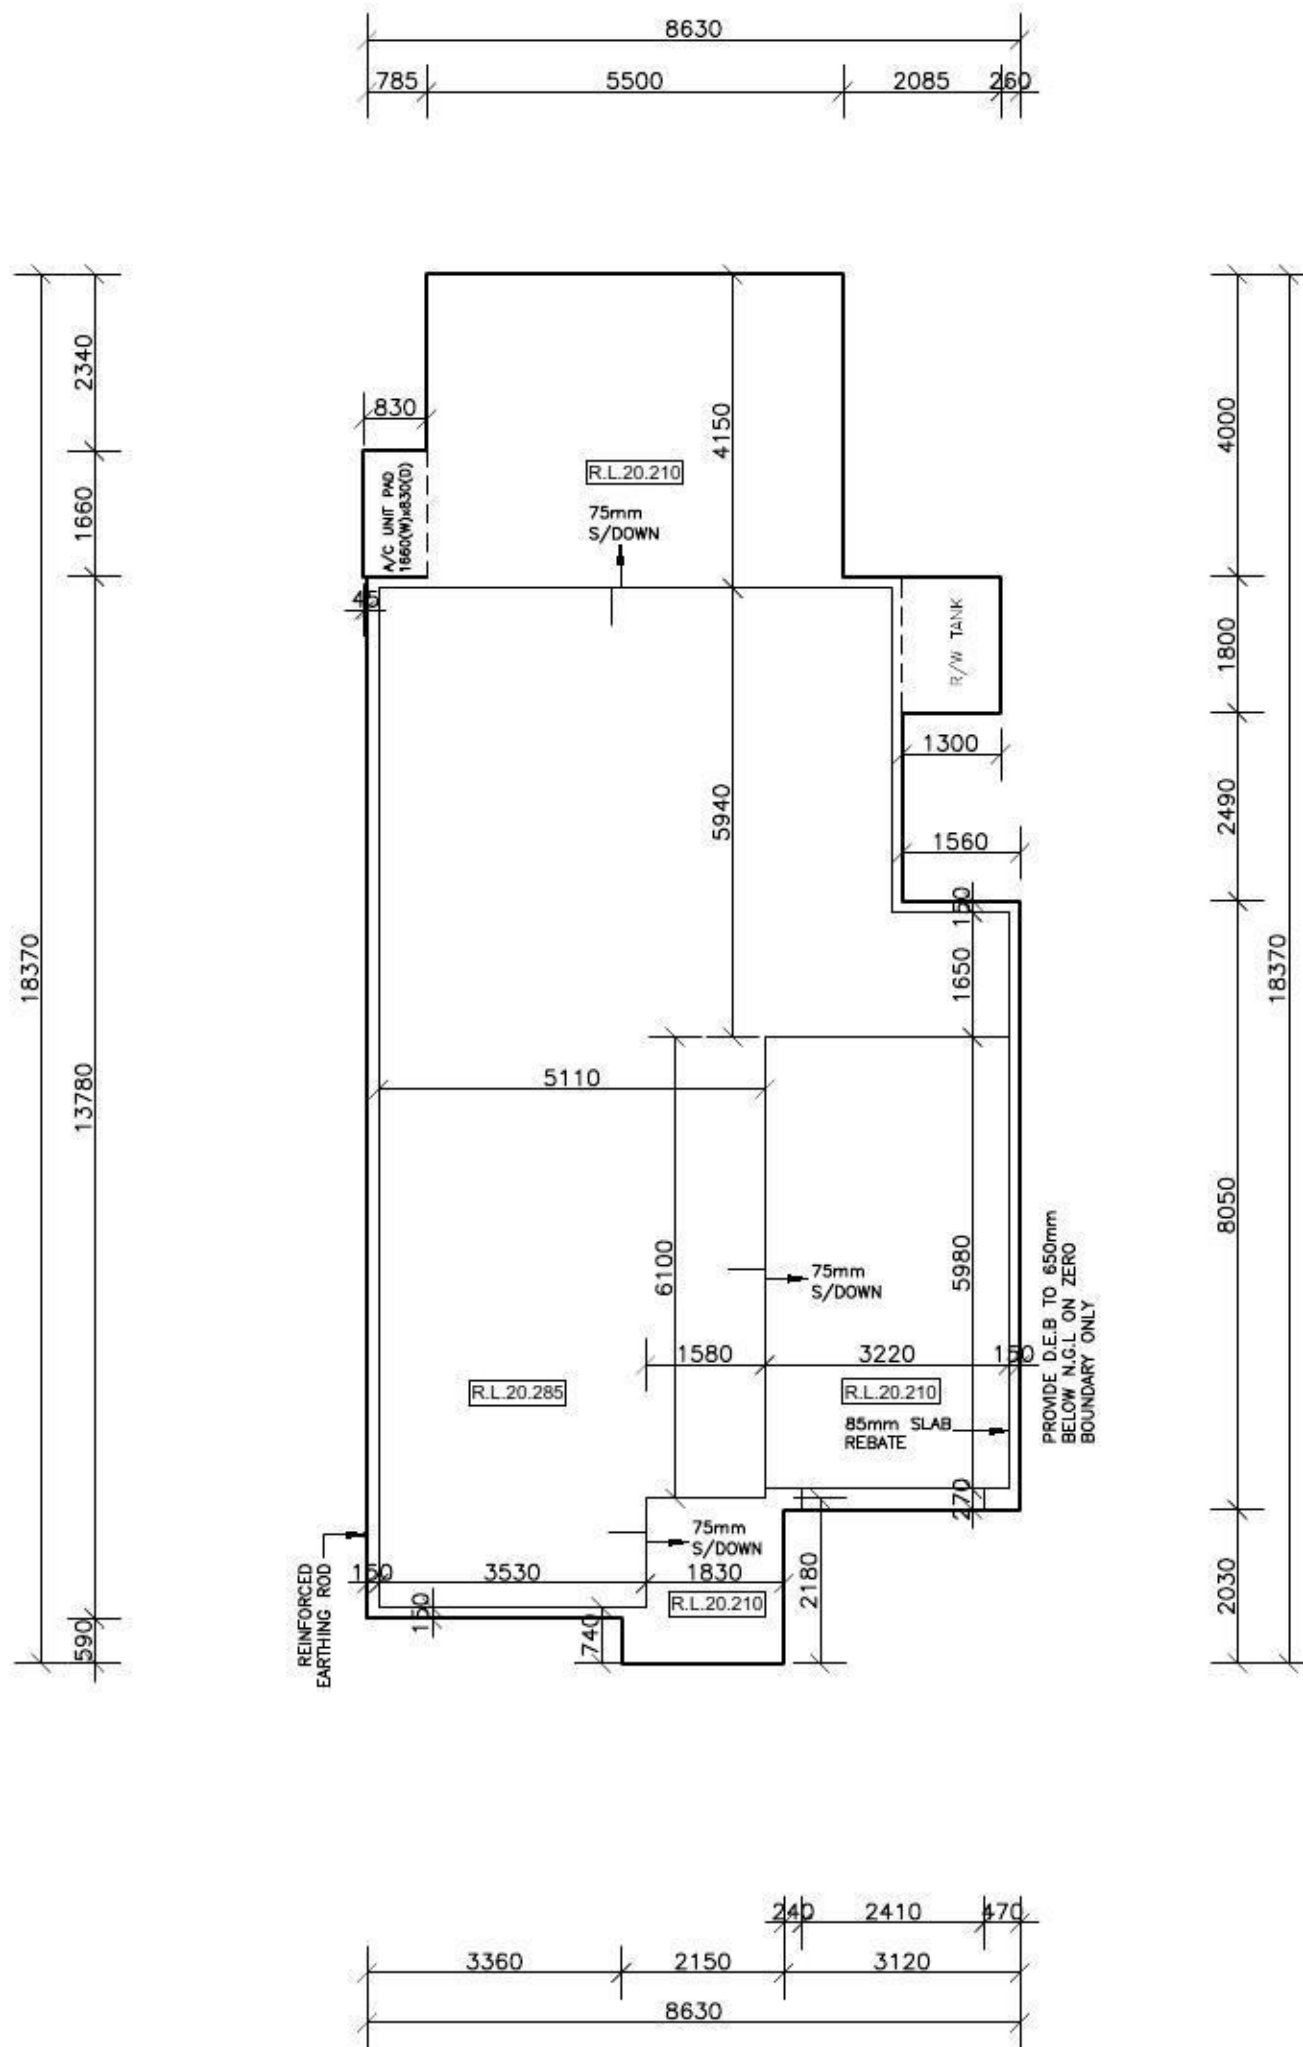 8630
785
5500
2085
260
2340
830
4150
4000
R.L.20.210
1660
A/C UNIT PAD
1660(W)x830(D)
75mm
S/DOWN
45
R/W TANK
1800
1300
5940
2490
1560
150
18370
1650
18370
13780
5110
8050
6100
75mm
S/DOWN
5980
PROVIDE D.E.B TO 650mm
BELOW N.G.L ON ZERO
BOUNDARY ONLY
1580
3220
150
R.L.20.285
R.L.20.210
85mm SLAB
REBATE
270
75mm
S/DOWN
REINFORCED
EARTHING ROD
150
3530
1830
2180
2030
R.L.20.210
150
740
590
240
2410
470
3360
2150
3120
8630